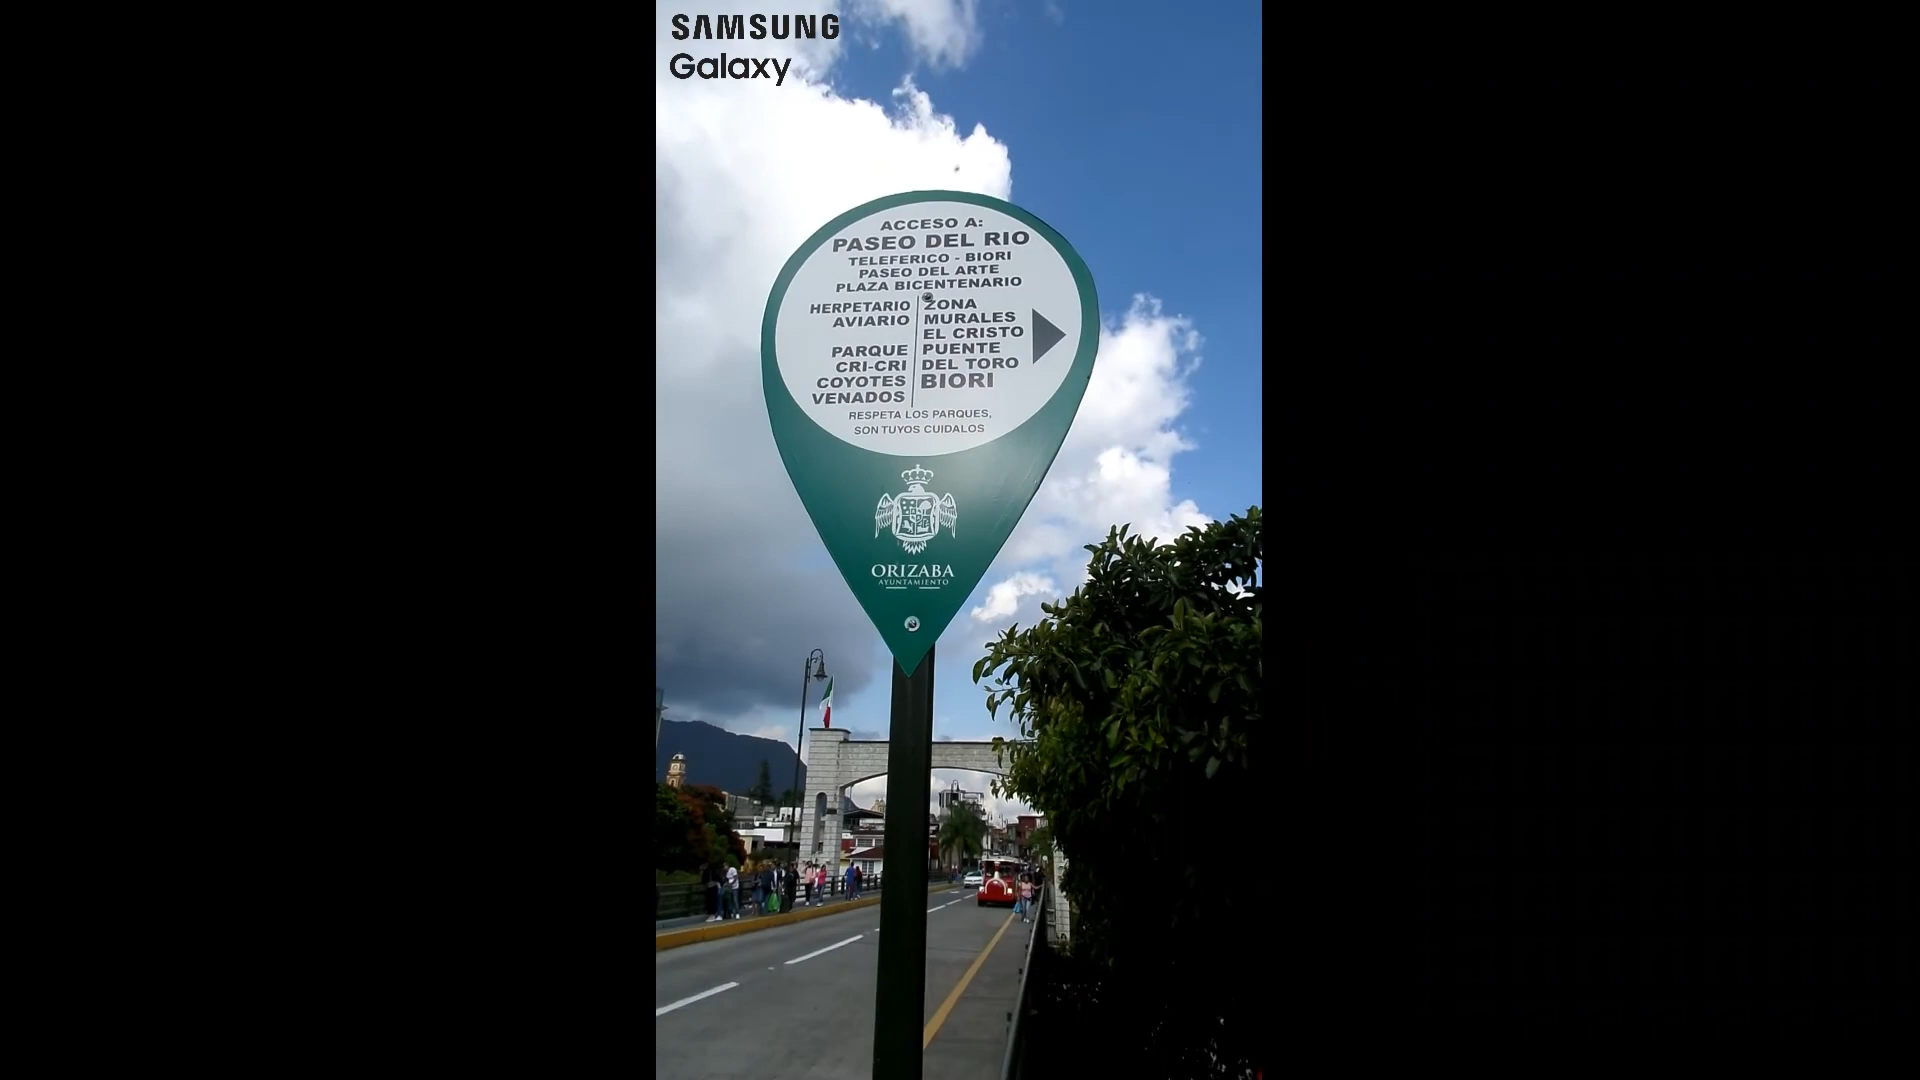 SAMSUNG
Galaxy
ACCESO A:
PASEO DEL RIO
TELEFERICO - BIORI
PASEO DEL ARTE
PLAZA BICENTENARIO
HERPETARIO
AVIARIO
PARQUE
CRI-CRI
COYOTES
VENADOS
ZONA
MURALES
EL CRISTO
PUENTE
DEL TORO
BIORI
RESPETA LOS PARQUES,
SON TUYOS CUIDALOS
ORIZABA
AYUNTAMIENTO